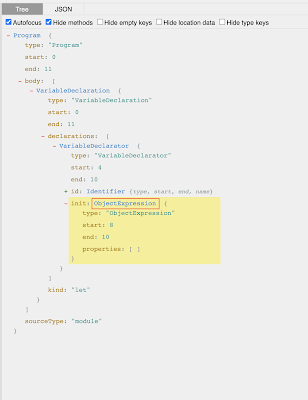 Tree JSON
Autofocus Hide methods Hide empty keys Hide location data Hide type keys
- Program {
type: "Program"
start: 0
end: 11
- body: [
- VariableDeclaration {
type: "VariableDeclaration"
start: 0
end: 11
- declarations: [
- VariableDeclarator {
type: "VariableDeclarator"
start: 4
end: 10
+ id: Identifier {type, start, end, name}
- init: ObjectExpression {
type: "ObjectExpression"
start: 8
end: 10
properties: [ ]
}
}
]
kind: "let"
}
]
sourceType: "module"
}